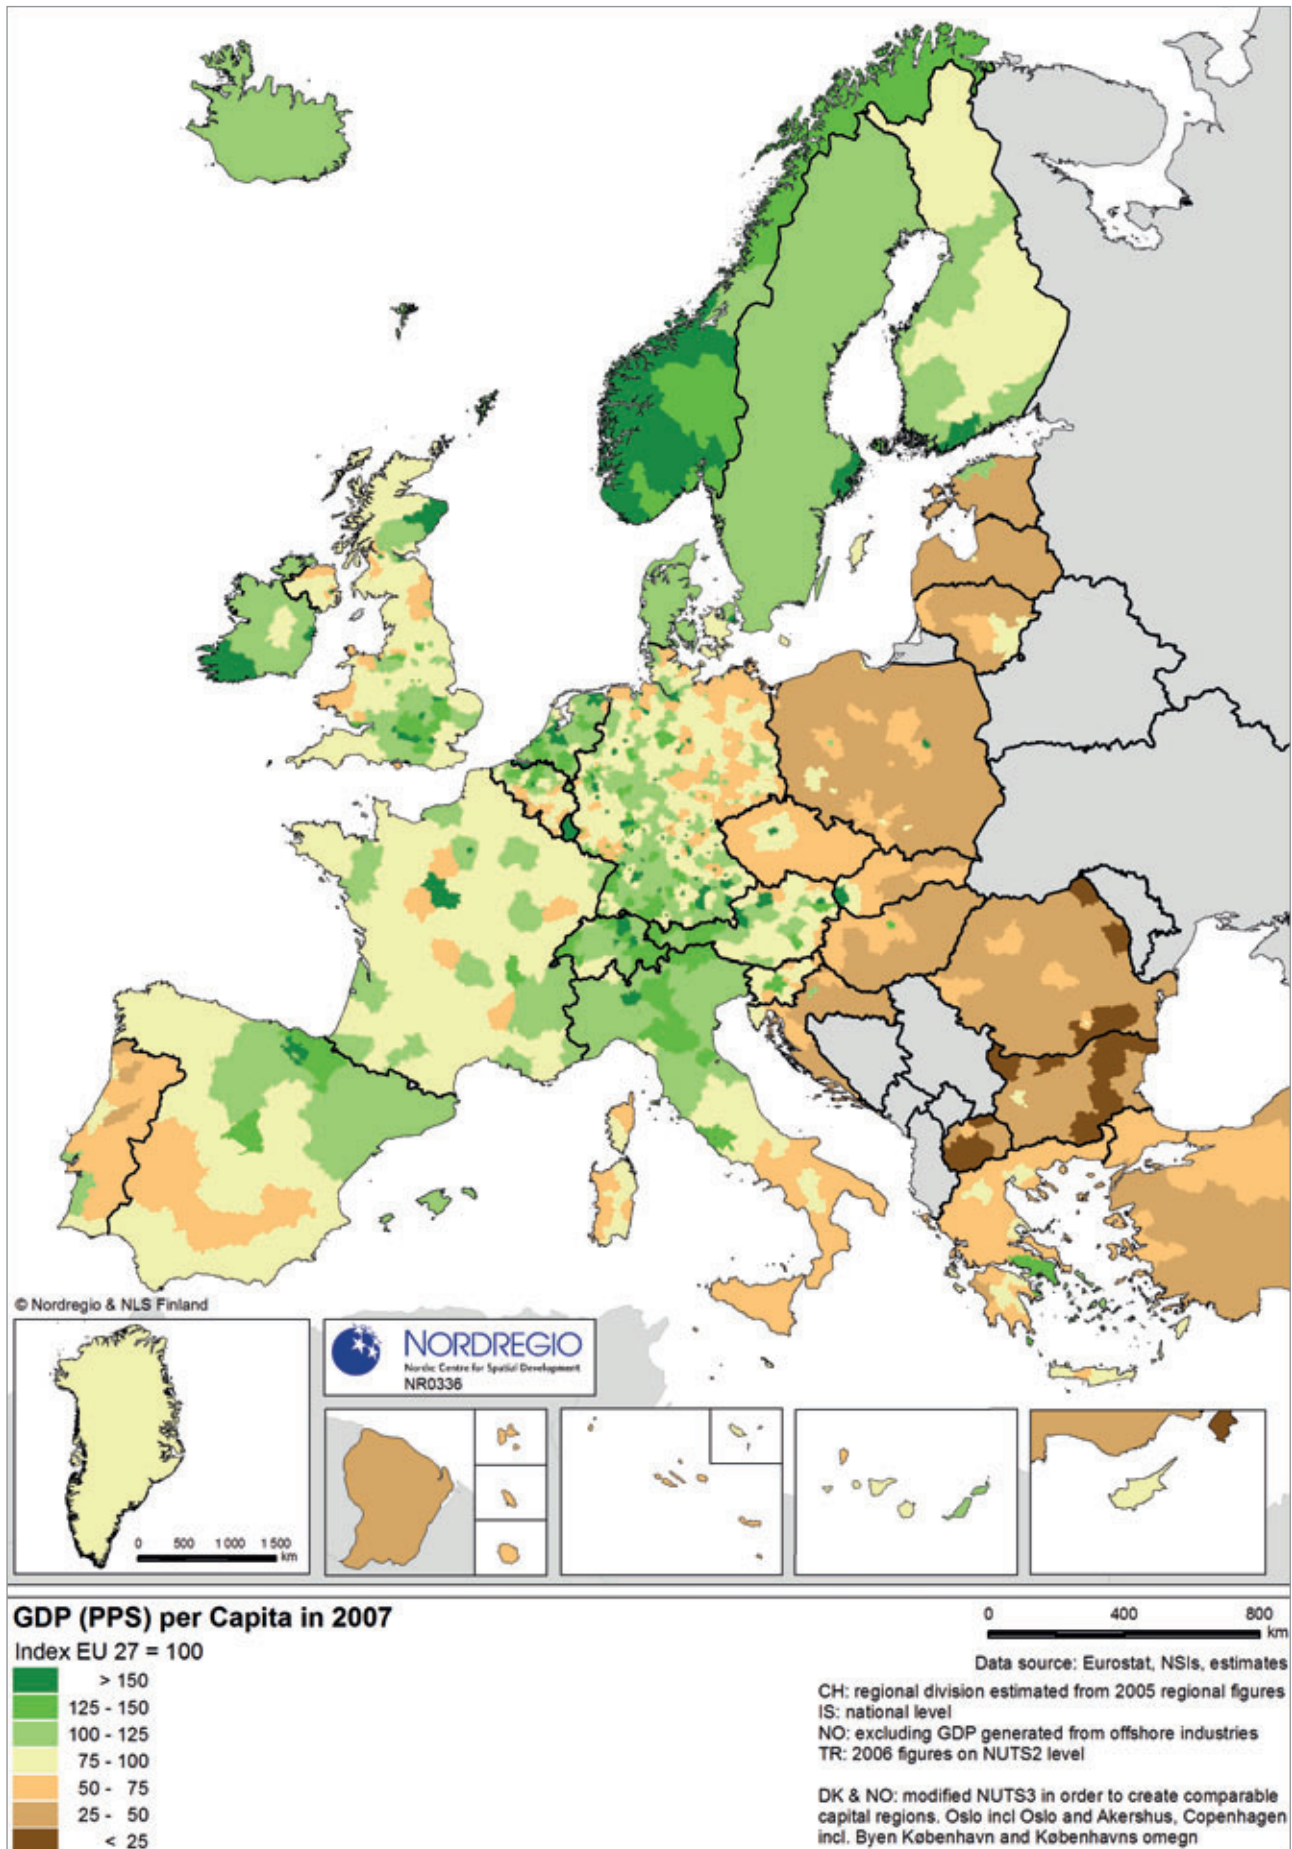 © Nordregio & NLS Finland
NORDREGIO
Nordic Centre for Spatial Development
NR0336
0 500 1 000 1 500
km
GDP (PPS) per Capita in 2007
Index EU 27 = 100
> 150
125 - 150
100 - 125
75 - 100
50 - 75
25 - 50
< 25
0 400 800
km
Data source: Eurostat, NSIs, estimates
CH: regional division estimated from 2005 regional figures
IS: national level
NO: excluding GDP generated from offshore industries
TR: 2006 figures on NUTS2 level
DK & NO: modified NUTS3 in order to create comparable
capital regions. Oslo incl Oslo and Akershus, Copenhagen
incl. Byen København and Københavns omegn